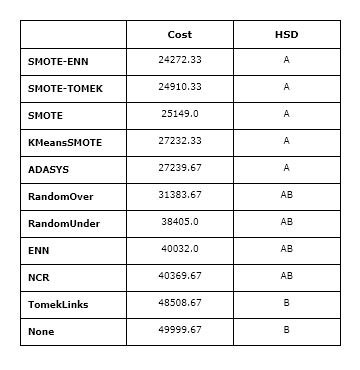 Cost HSD
SMOTE-ENN 24272.33 A
SMOTE-TOMEK 24910.33 A
SMOTE 25149.0 A
KMeansSMOTE 27232.33 A
ADASYS 27239.67 A
RandomOver 31383.67 AB
RandomUnder 38405.0 AB
ENN 40032.0 AB
NCR 40369.67 AB
TomekLinks 48508.67 B
None 49999.67 B